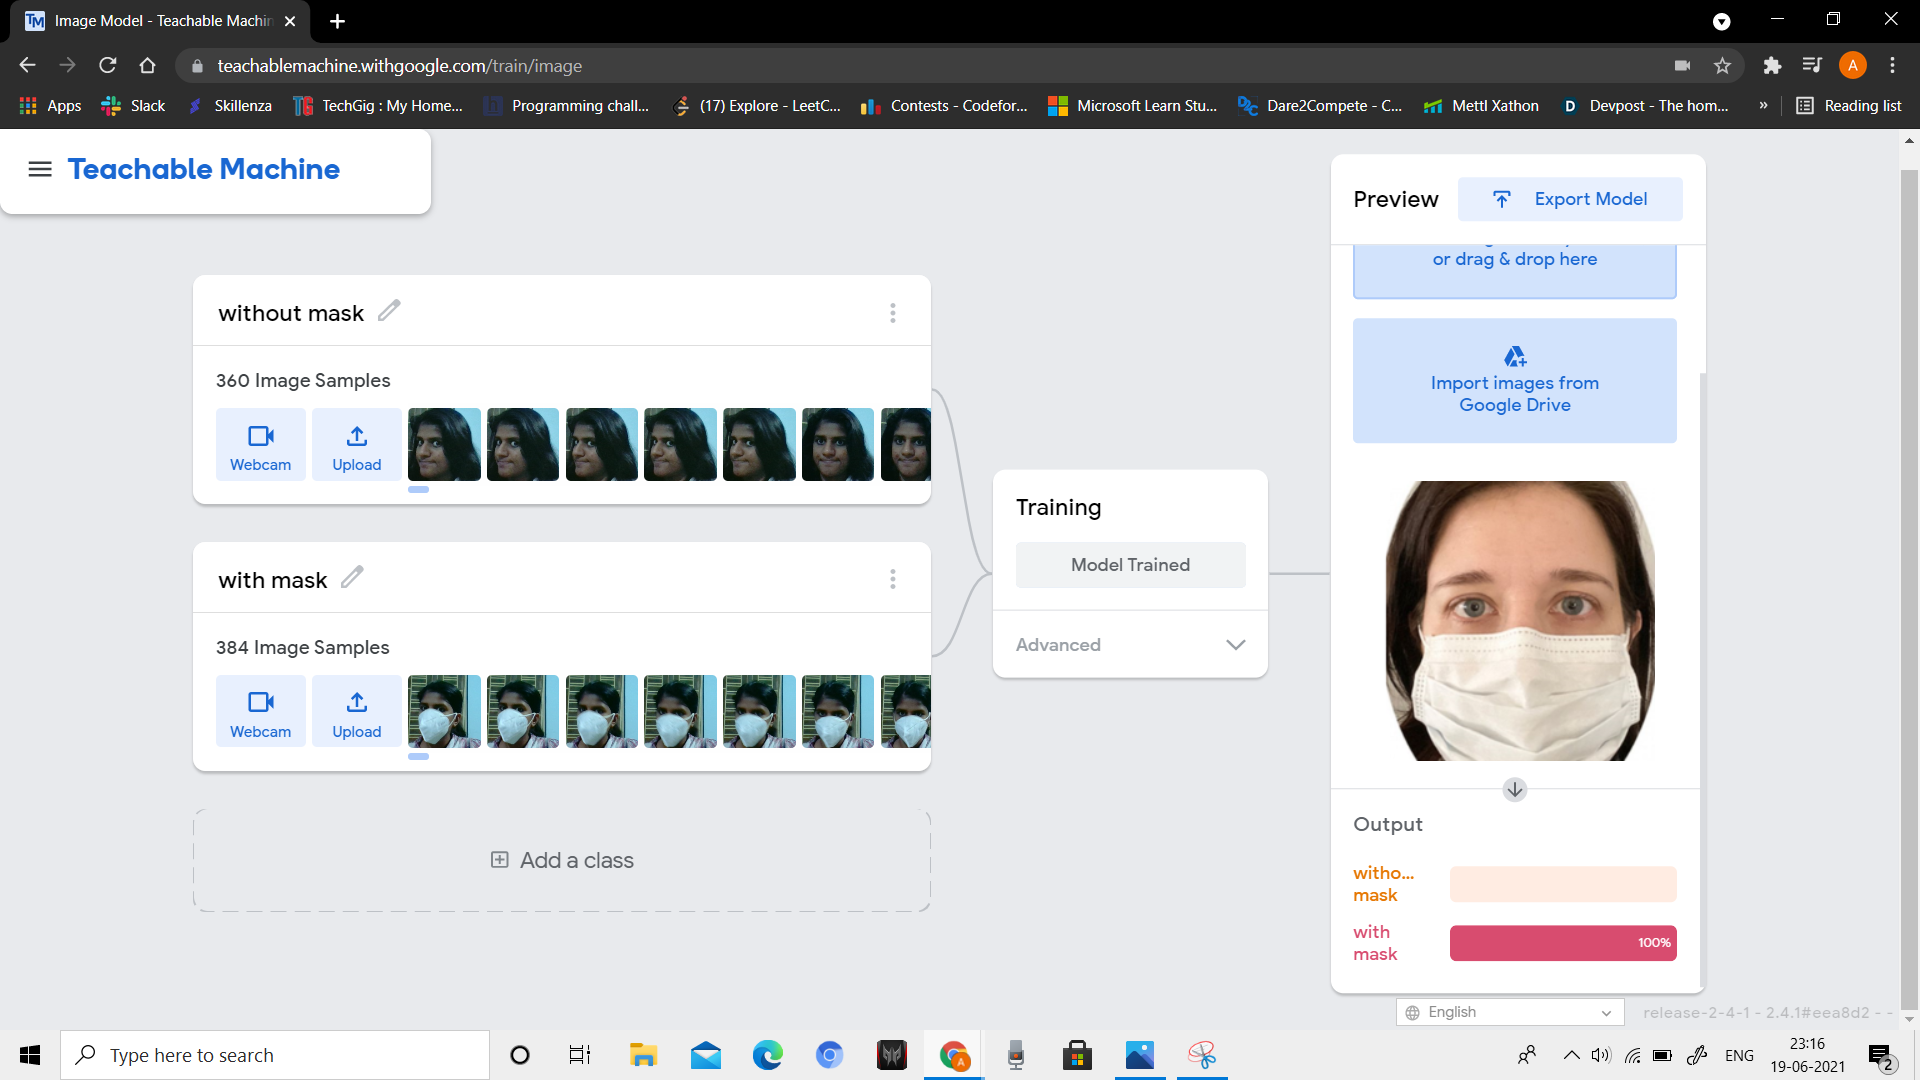 Image Model - Teachable Machin
teachablemachine.withgoogle.com/train/image
A
Apps
Slack
Skillenza
TechGig : My Home...
Programming chall...
(17) Explore - LeetC...
Contests - Codefor...
Microsoft Learn Stu...
Dare2Compete - C...
Mettl Xathon
Devpost - The hom...
»
Reading list
Teachable Machine
Preview
Export Model
or drag & drop here
Import images from
Google Drive
without mask
360 Image Samples
Webcam
Upload
with mask
384 Image Samples
Webcam
Upload
Add a class
Training
Model Trained
Advanced
Output
witho...
mask
with
mask
100%
English
release-2-4-1 - 2.4.1#eea8d2 - -
Type here to search
ENG
23:16
19-06-2021
2